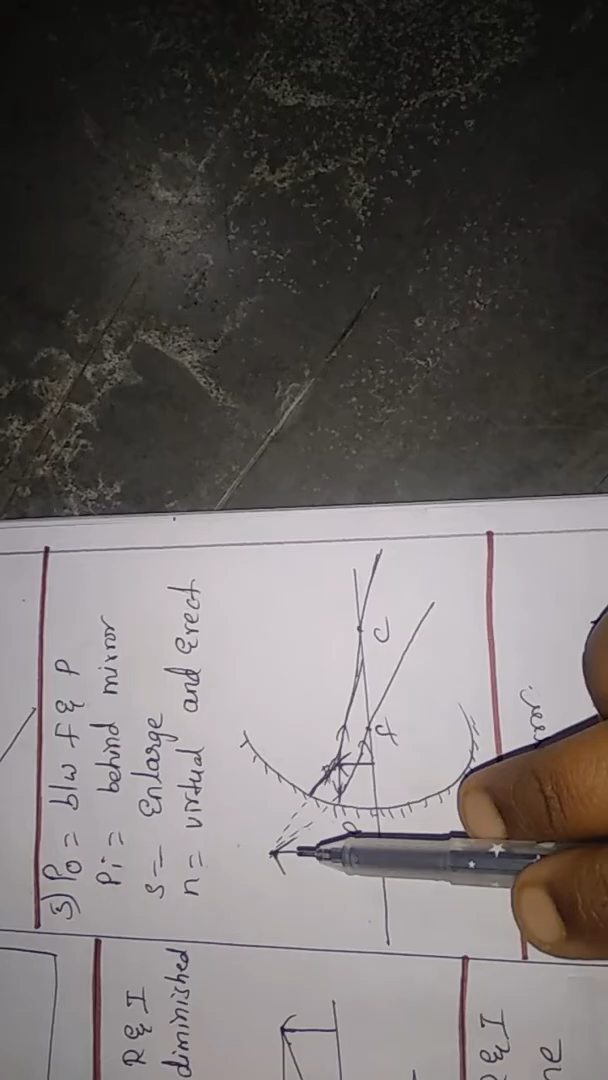 3) Po = b/w f & P
Pi = behind mirror
S = Enlarge
n = virtual and Erect
C
f
P
R & I
diminished
& I